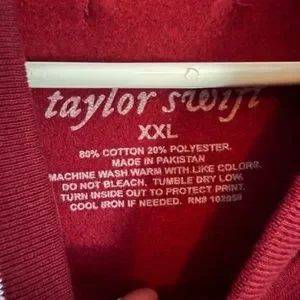 taylor swift
XXL
80% COTTON 20% POLYESTER.
MADE IN PAKISTAN
MACHINE WASH WARM WITH LIKE COLORS.
DO NOT BLEACH. TUMBLE DRY LOW.
TURN INSIDE OUT TO PROTECT PRINT.
COOL IRON IF NEEDED. RN#